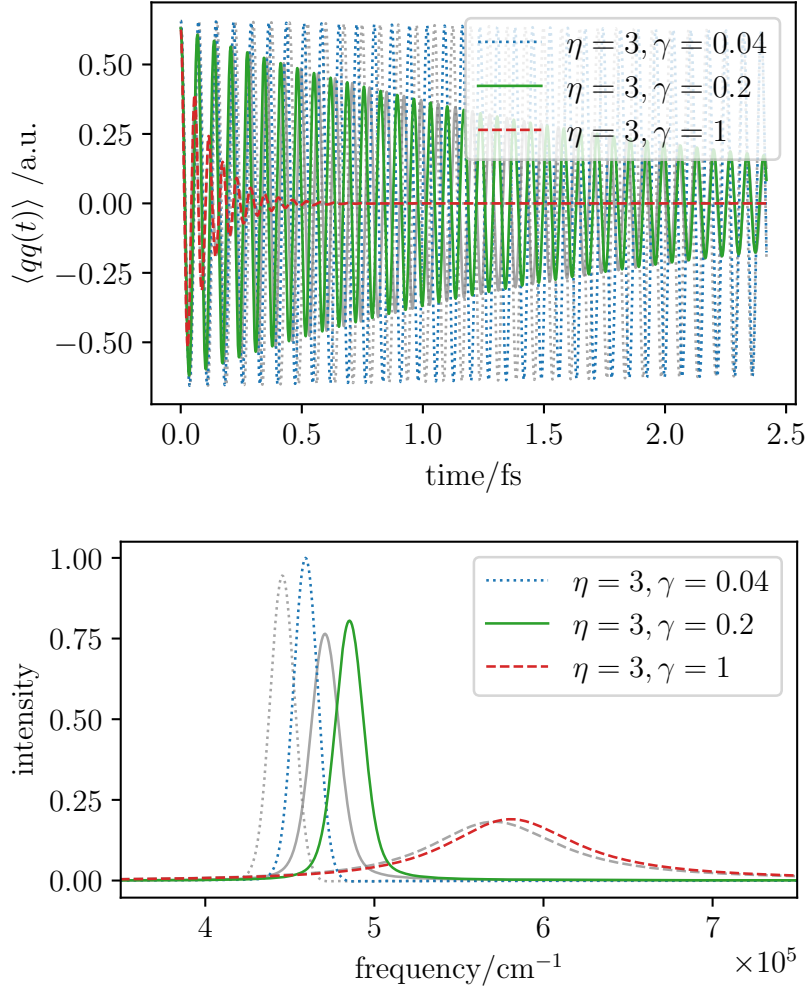 0.50
0.25
0.00
−0.25
−0.50
⟨qq(t)⟩ /a.u.
η = 3, γ = 0.04
η = 3, γ = 0.2
η = 3, γ = 1
0.0 0.5 1.0 1.5 2.0 2.5
time/fs
1.00
0.75
0.50
0.25
0.00
intensity
η = 3, γ = 0.04
η = 3, γ = 0.2
η = 3, γ = 1
4 5 6 7
×10⁵
frequency/cm⁻¹